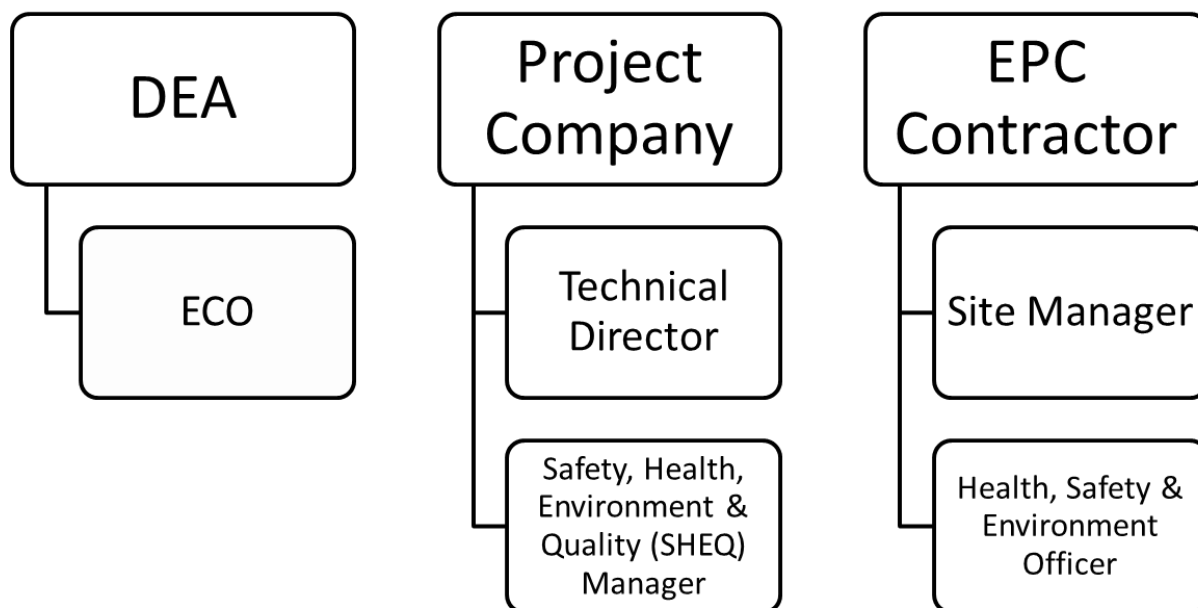 DEA
ECO
Project
Company
Technical
Director
Safety, Health,
Environment &
Quality (SHEQ)
Manager
EPC
Contractor
Site Manager
Health, Safety &
Environment
Officer